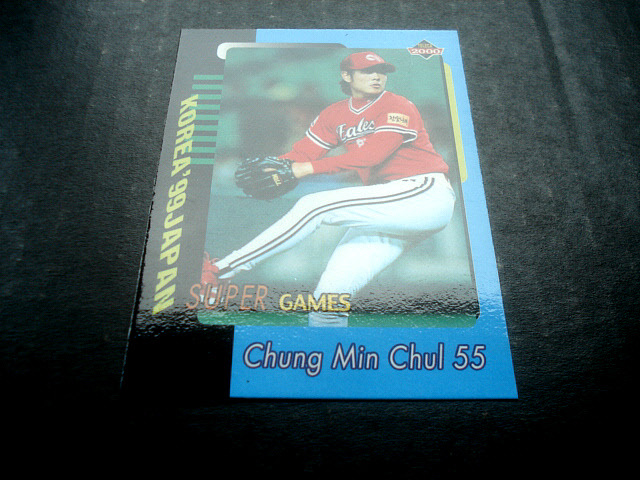 2000
KOREA'99JAPAN
Eagles
SUPER GAMES
Chung Min Chul 55